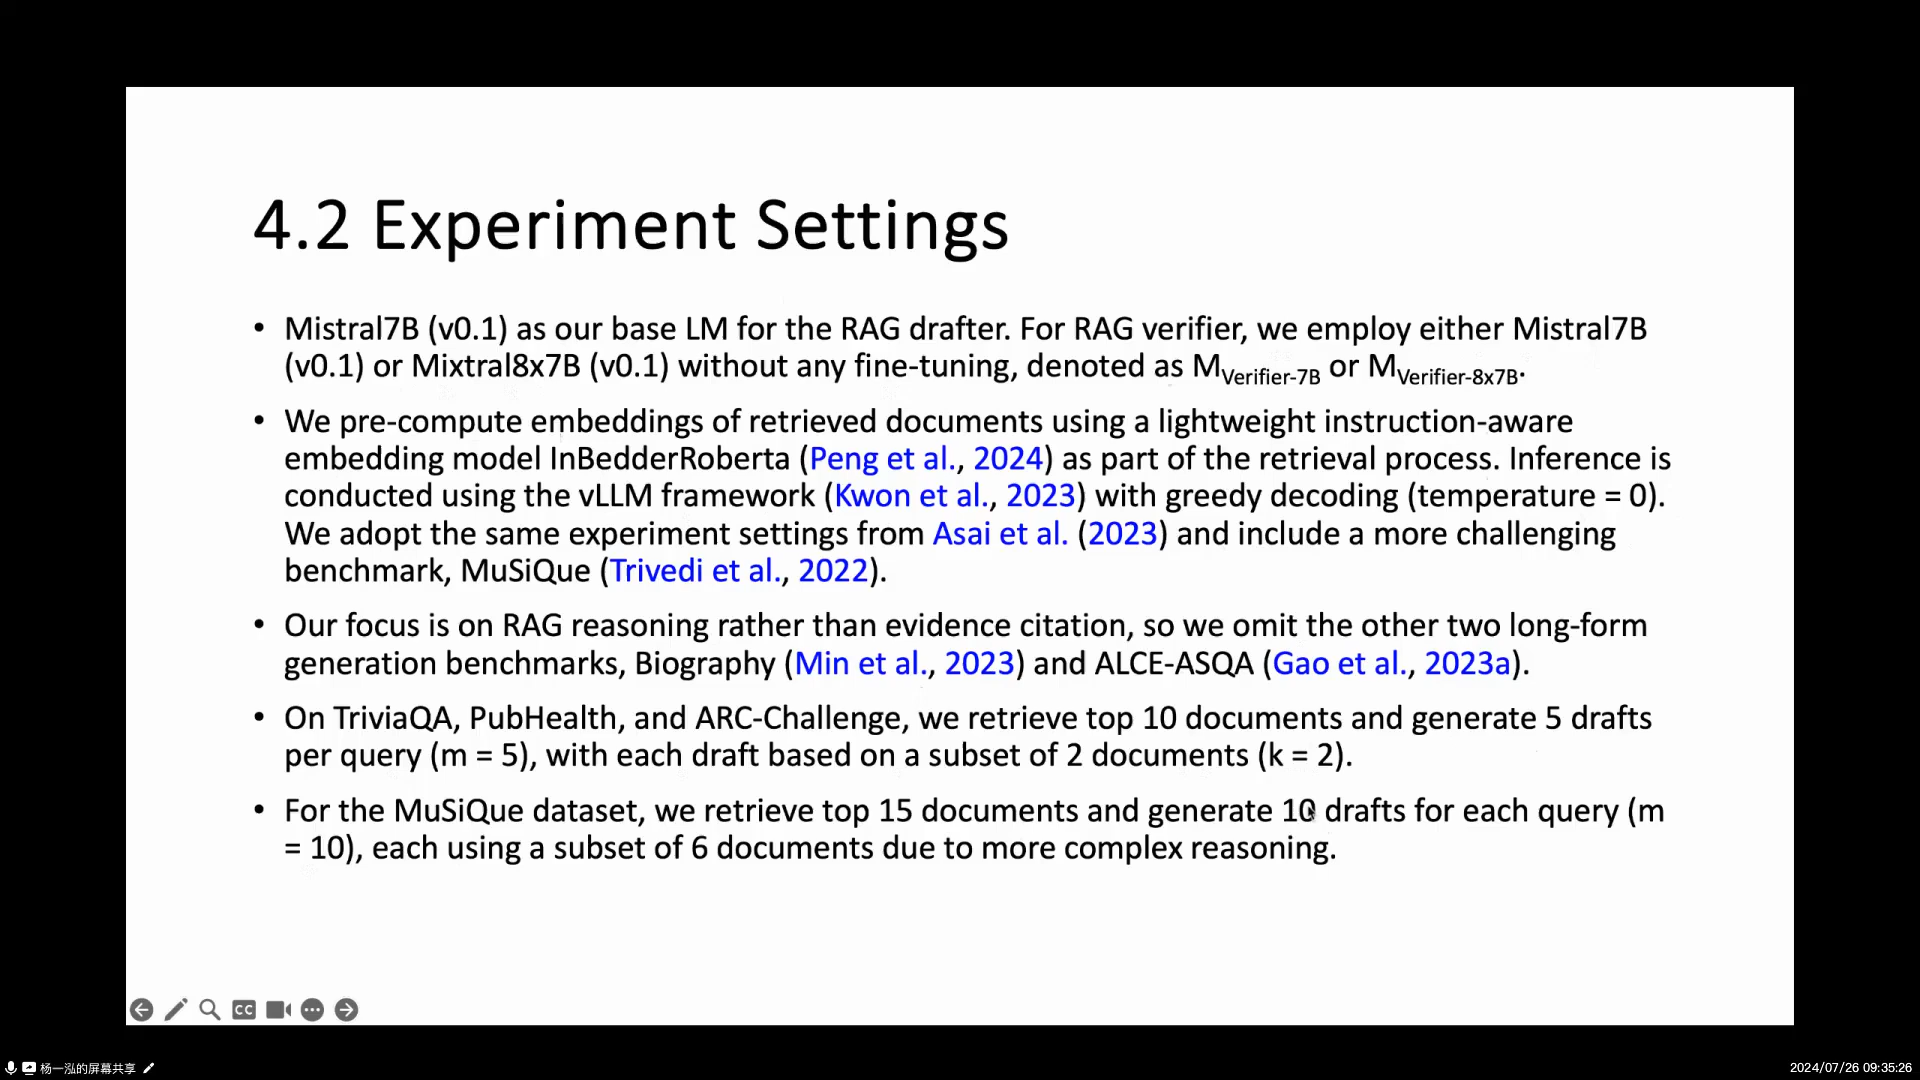 4.2 Experiment Settings
• Mistral7B (v0.1) as our base LM for the RAG drafter. For RAG verifier, we employ either Mistral7B
(v0.1) or Mixtral8x7B (v0.1) without any fine-tuning, denoted as MVerifier-7B or MVerifier-8x7B.
• We pre-compute embeddings of retrieved documents using a lightweight instruction-aware
embedding model InBedderRoberta (Peng et al., 2024) as part of the retrieval process. Inference is
conducted using the vLLM framework (Kwon et al., 2023) with greedy decoding (temperature = 0).
We adopt the same experiment settings from Asai et al. (2023) and include a more challenging
benchmark, MuSiQue (Trivedi et al., 2022).
• Our focus is on RAG reasoning rather than evidence citation, so we omit the other two long-form
generation benchmarks, Biography (Min et al., 2023) and ALCE-ASQA (Gao et al., 2023a).
• On TriviaQA, PubHealth, and ARC-Challenge, we retrieve top 10 documents and generate 5 drafts
per query (m = 5), with each draft based on a subset of 2 documents (k = 2).
• For the MuSiQue dataset, we retrieve top 15 documents and generate 10 drafts for each query (m
= 10), each using a subset of 6 documents due to more complex reasoning.
CC
杨一泓的屏幕共享
2024/07/26 09:35:26